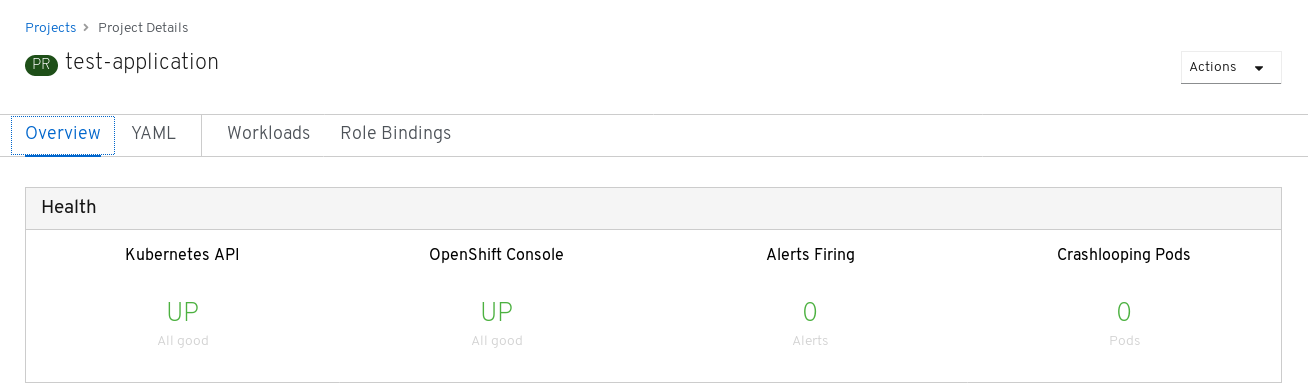 Projects > Project Details
PR test-application
Actions
Overview YAML Workloads Role Bindings
Health
Kubernetes API OpenShift Console Alerts Firing Crashlooping Pods
UP UP 0 0
All good All good Alerts Pods